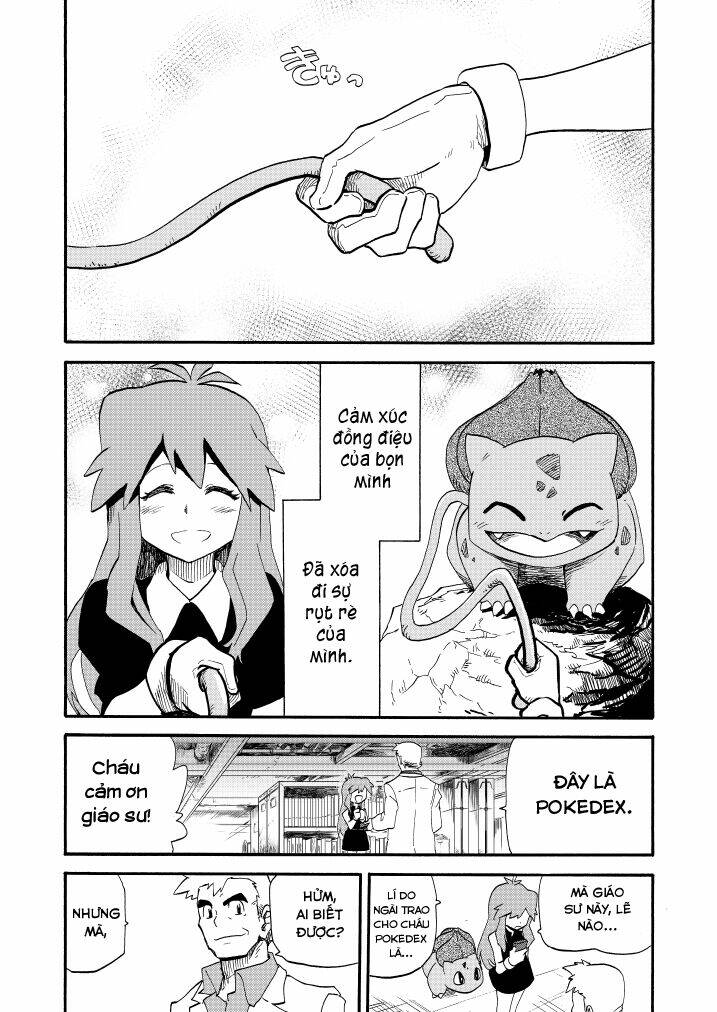 きゅっ
Cảm xúc
đồng điệu
của bọn
mình
Đã xóa
đi sự
rụt rè
của
mình.
ĐÂY LÀ
POKEDEX.
Cháu
cảm ơn
giáo sư!
MÀ GIÁO
SƯ NÀY, LẼ
NÀO...
LÍ DO
NGÀI TRAO
CHO CHÁU
POKEDEX
LÀ...
HỬM,
AI BIẾT
ĐƯỢC?
NHƯNG
MÀ,